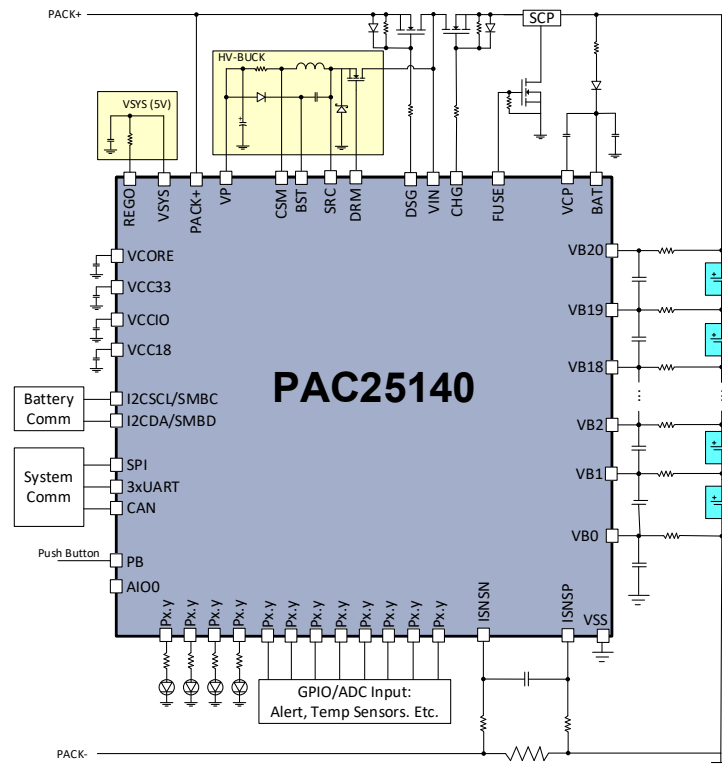 PACK+
SCP
HV-BUCK
VSYS (5V)
REGO
VSYS
PACK+
VP
CSM
BST
SRC
DRM
DSG
VIN
CHG
FUSE
VCP
BAT
VCORE
VCC33
VCCIO
VCC18
Battery
Comm
I2CSCL/SMBC
I2CDA/SMBD
System
Comm
SPI
3xUART
CAN
Push Button
PB
AIO0
PAC25140
VB20
VB19
VB18
VB2
VB1
VB0
Px.y
Px.y
Px.y
Px.y
Px.y
Px.y
Px.y
Px.y
Px.y
Px.y
Px.y
Px.y
ISNSN
ISNSP
VSS
GPIO/ADC Input:
Alert, Temp Sensors. Etc.
PACK-